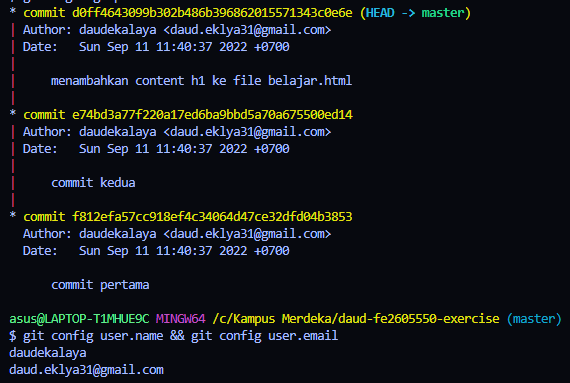 * commit d0ff4643099b302b486b396862015571343c0e6e (HEAD -> master)
| Author: daudekalaya <daud.eklya31@gmail.com>
| Date:   Sun Sep 11 11:40:37 2022 +0700
|
|     menambahkan content h1 ke file belajar.html
|
* commit e74bd3a77f220a17ed6ba9bbd5a70a675500ed14
| Author: daudekalaya <daud.eklya31@gmail.com>
| Date:   Sun Sep 11 11:40:37 2022 +0700
|
|     commit kedua
|
* commit f812efa57cc918ef4c34064d47ce32dfd04b3853
  Author: daudekalaya <daud.eklya31@gmail.com>
  Date:   Sun Sep 11 11:40:37 2022 +0700

      commit pertama

asus@LAPTOP-T1MHUE9C MINGW64 /c/Kampus Merdeka/daud-fe2605550-exercise (master)
$ git config user.name && git config user.email
daudekalaya
daud.eklya31@gmail.com